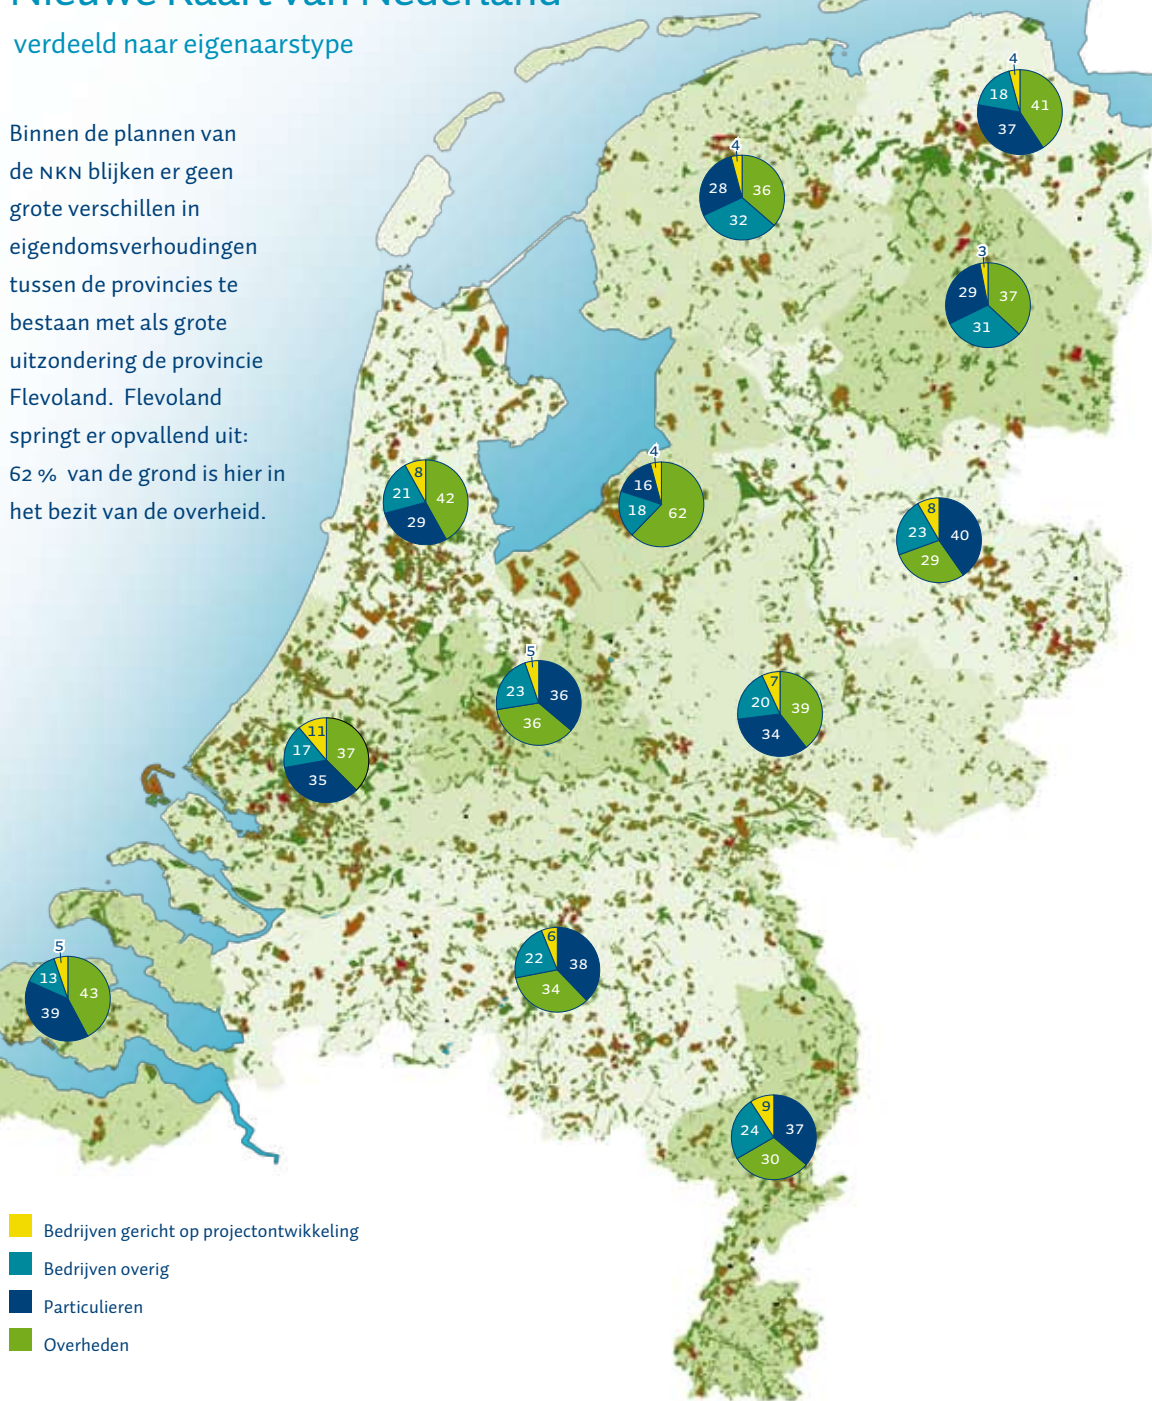 Nieuwe Kaart van Nederland
verdeeld naar eigenaarstype
Binnen de plannen van
de NKN blijken er geen
grote verschillen in
eigendomsverhoudingen
tussen de provincies te
bestaan met als grote
uitzondering de provincie
Flevoland. Flevoland
springt er opvallend uit:
62 % van de grond is hier in
het bezit van de overheid.
4
18
41
37
4
28
36
32
3
29
37
31
8
21
42
29
4
16
18
62
8
23
40
29
5
23
36
36
7
20
39
34
11
17
37
35
5
13
43
39
6
22
38
34
9
24
37
30
Bedrijven gericht op projectontwikkeling
Bedrijven overig
Particulieren
Overheden